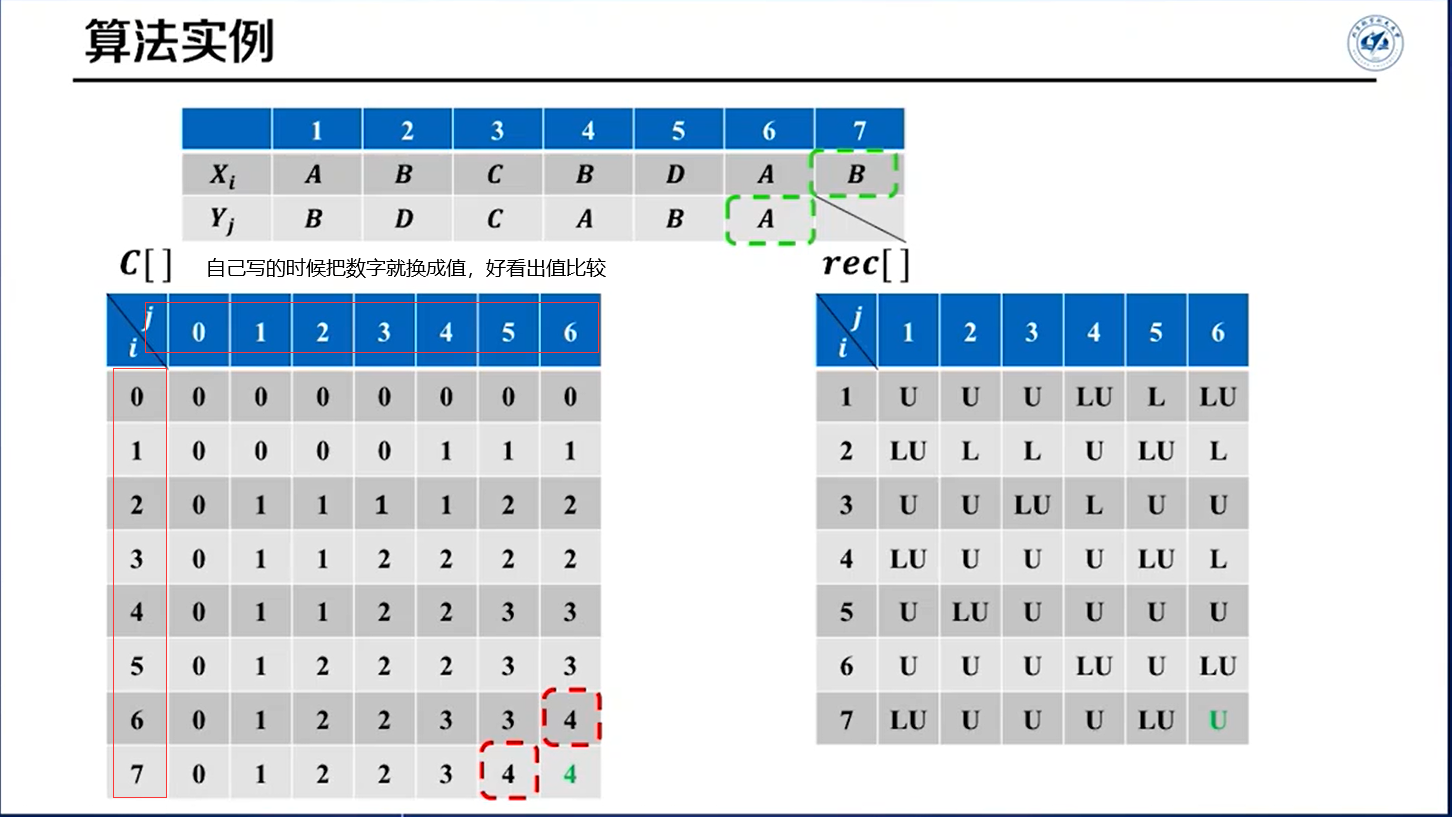 算法实例
1 2 3 4 5 6 7
Xi A B C B D A B
Yj B D C A B A
C[ ] 自己写的时候把数字就换成值，好看出值比较
j
i 0 1 2 3 4 5 6
0 0 0 0 0 0 0 0
1 0 0 0 0 1 1 1
2 0 1 1 1 1 2 2
3 0 1 1 2 2 2 2
4 0 1 1 2 2 3 3
5 0 1 2 2 2 3 3
6 0 1 2 2 3 3 4
7 0 1 2 2 3 4 4
rec[ ]
j
i 1 2 3 4 5 6
1 U U U LU L LU
2 LU L L U LU L
3 U U LU L U U
4 LU U U U LU L
5 U LU U U U U
6 U U U LU U LU
7 LU U U U LU U